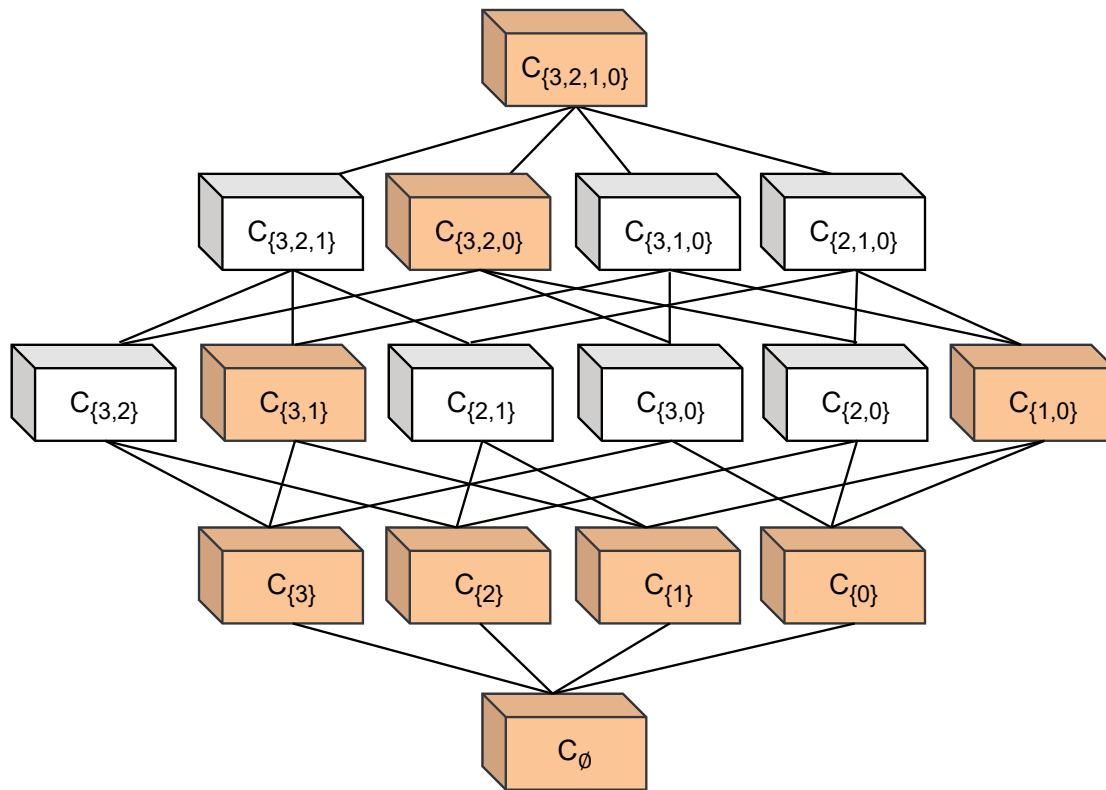 C{3,2,1,0}
C{3,2,1}
C{3,2,0}
C{3,1,0}
C{2,1,0}
C{3,2}
C{3,1}
C{2,1}
C{3,0}
C{2,0}
C{1,0}
C{3}
C{2}
C{1}
C{0}
C∅